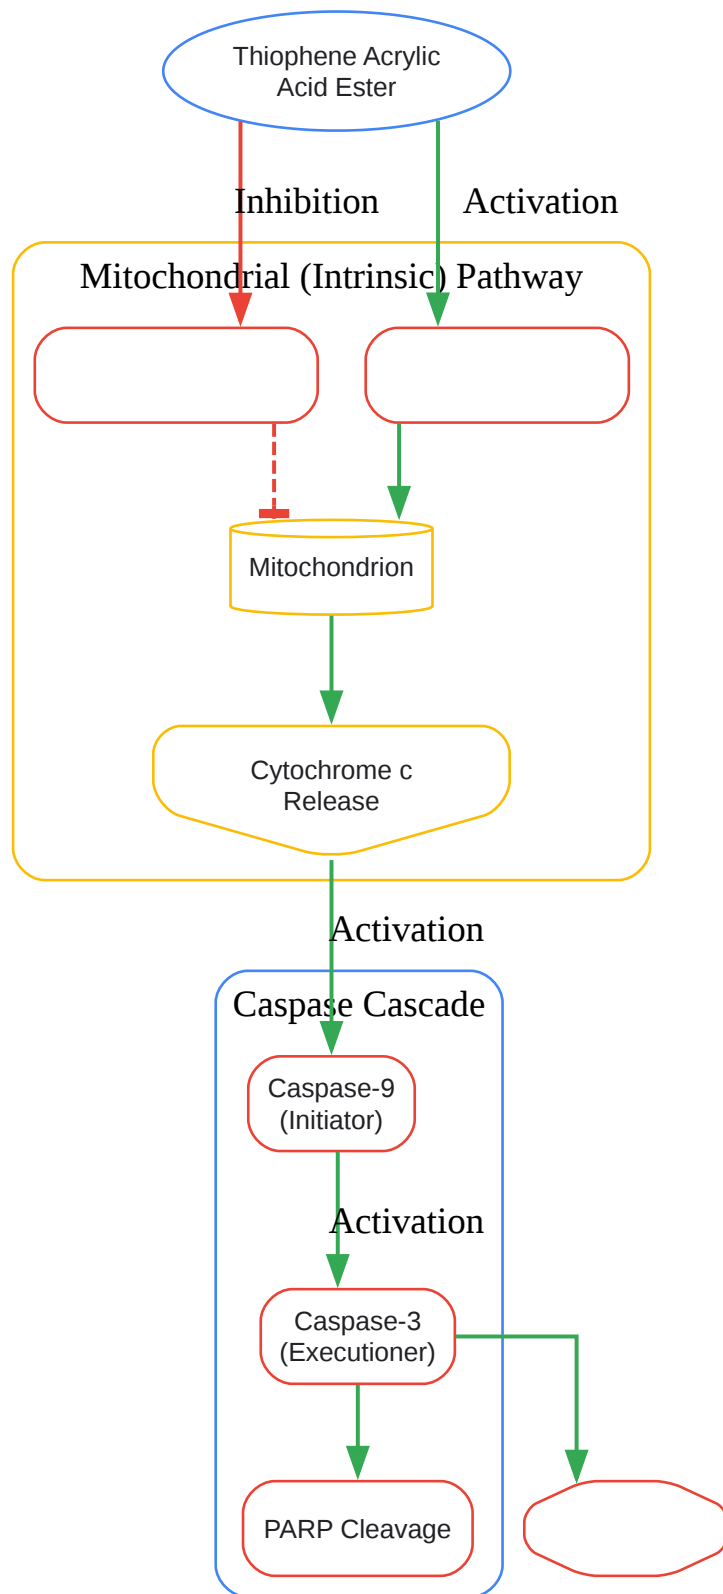 Thiophene Acrylic
Acid Ester
Inhibition
Activation
Mitochondrial (Intrinsic) Pathway
Mitochondrion
Cytochrome c
Release
Activation
Caspase Cascade
Caspase-9
(Initiator)
Activation
Caspase-3
(Executioner)
PARP Cleavage